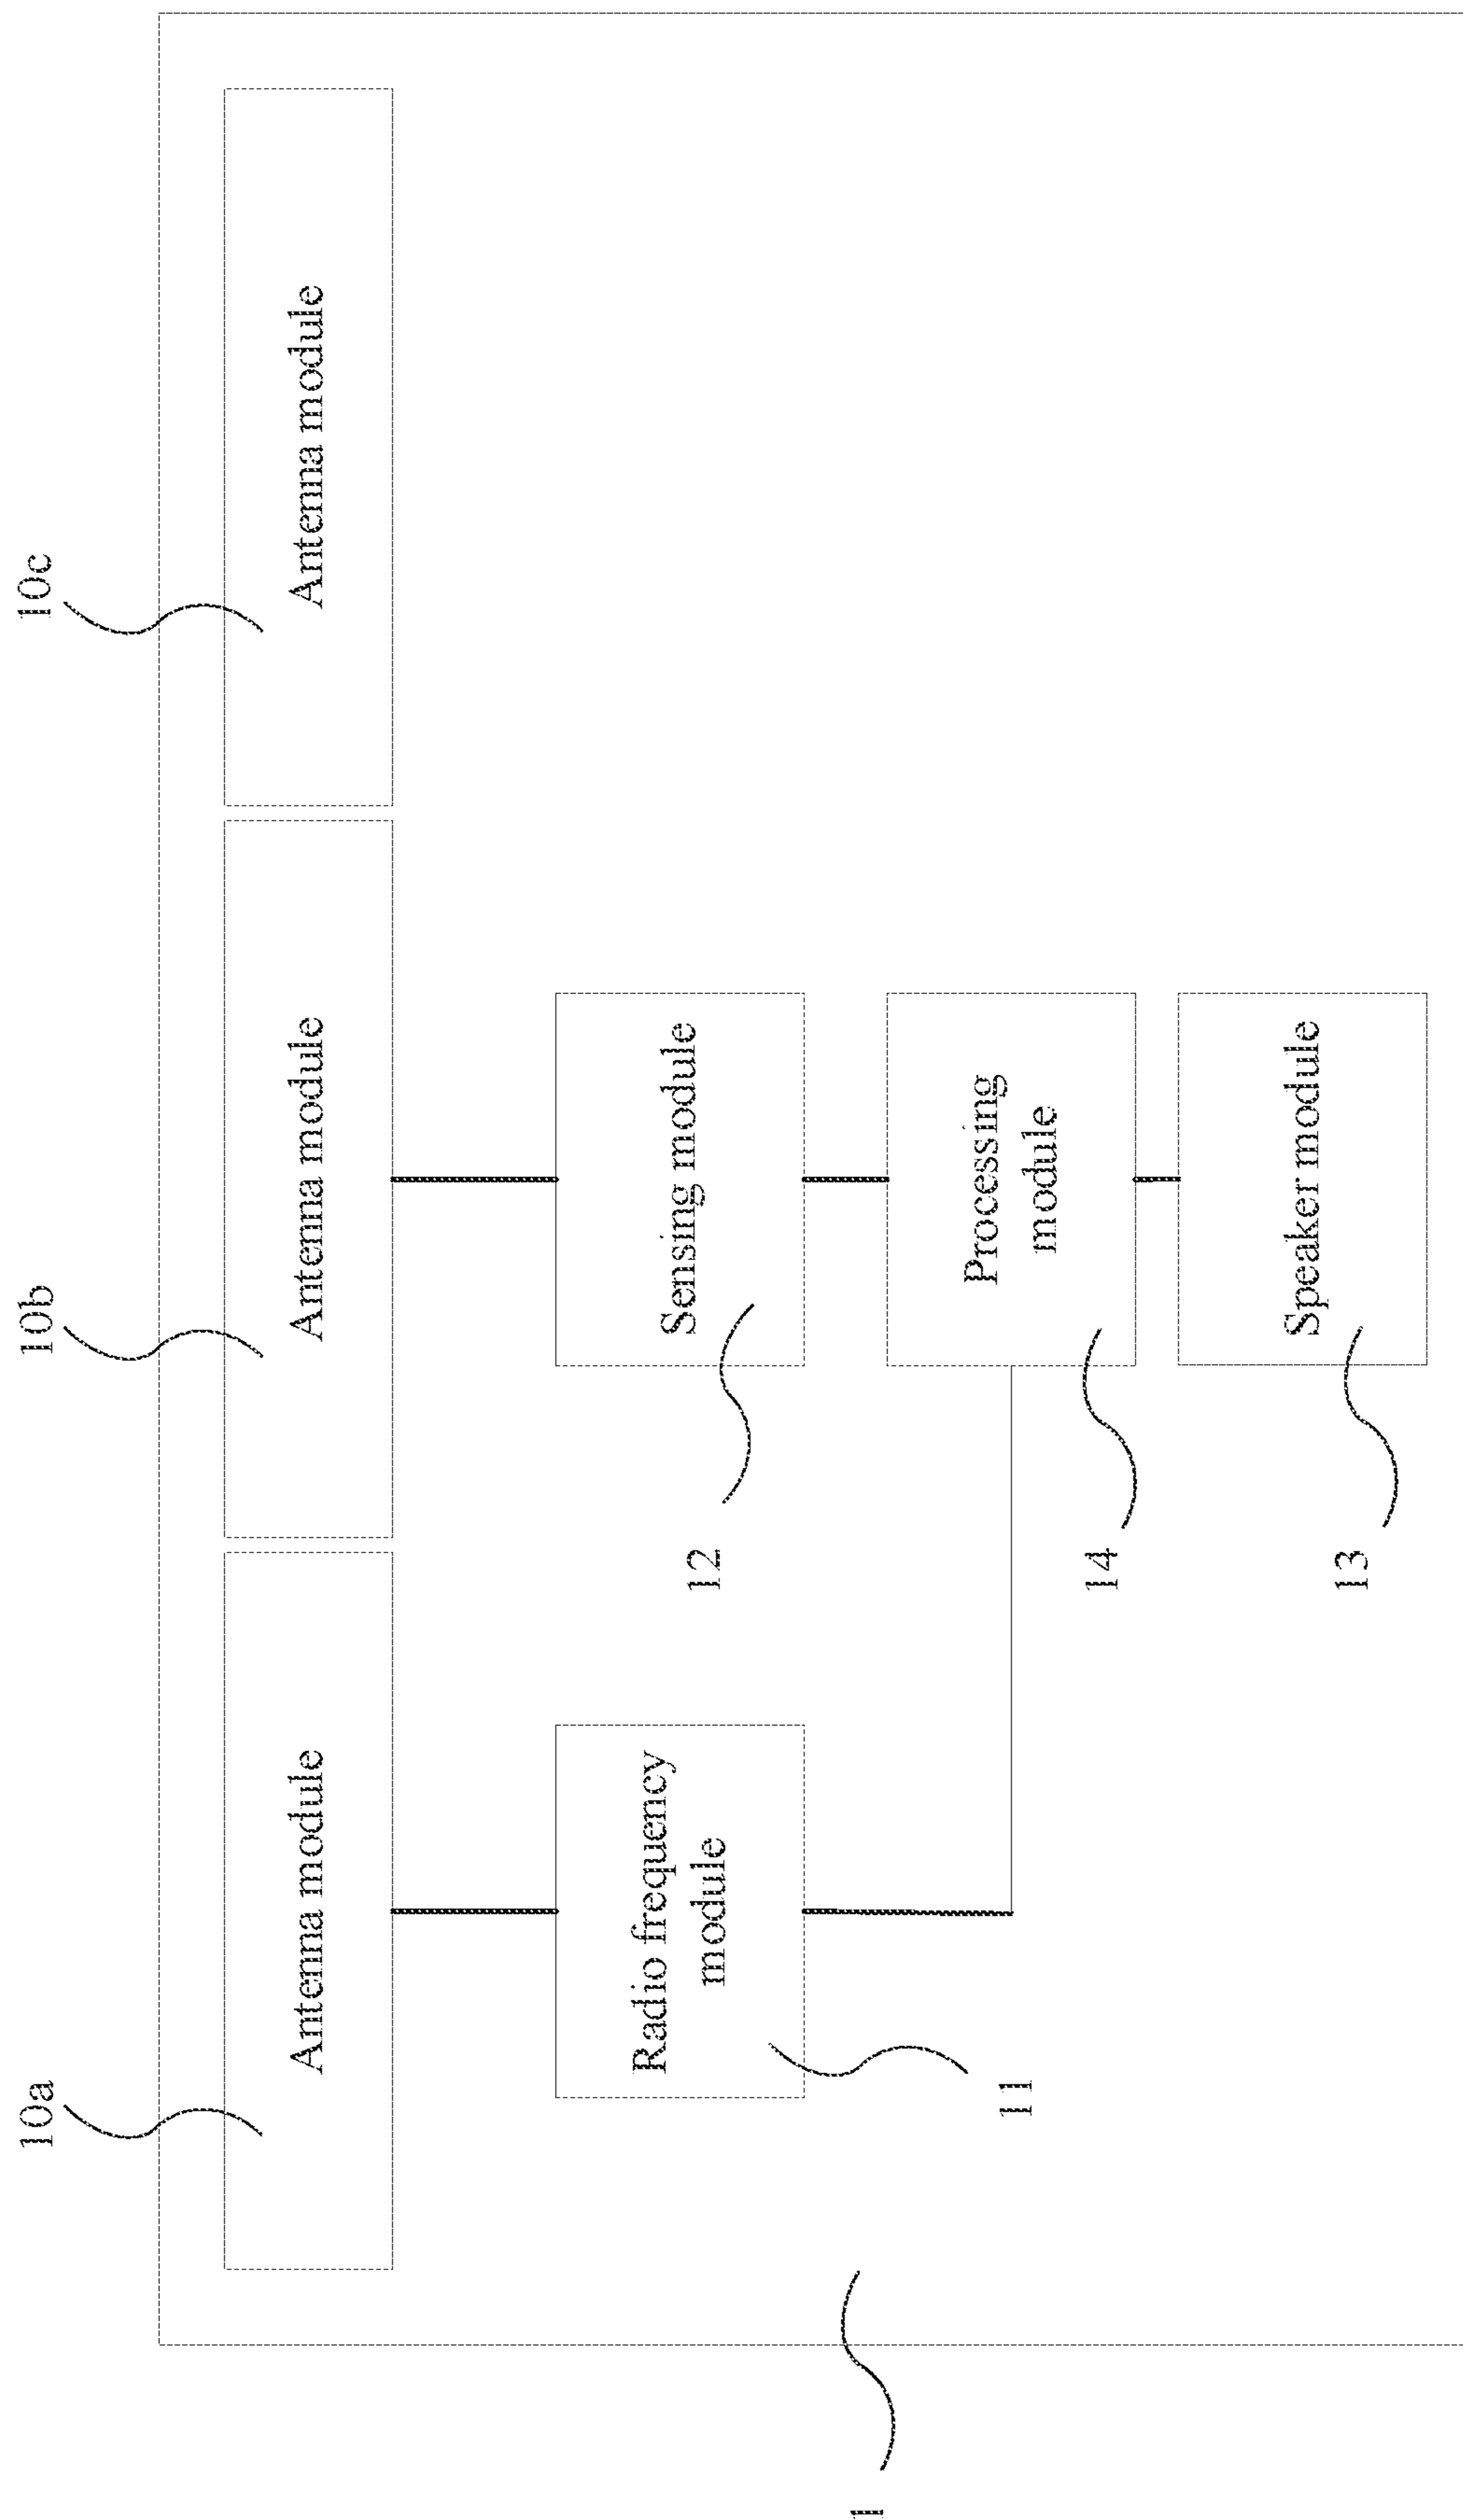 10a
10b
10c
Antenna module
Antenna module
Antenna module
Radio frequency
module
Sensing module
12
11
Processing
module
14
Speaker module
13
1